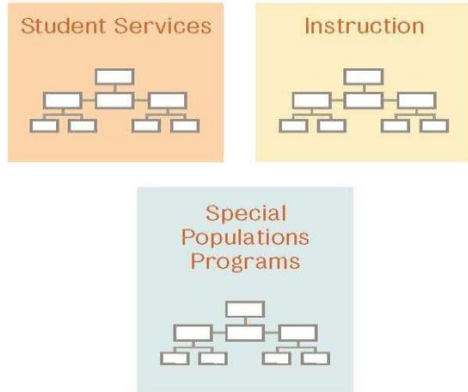 Student Services
Instruction
Special
Populations
Programs